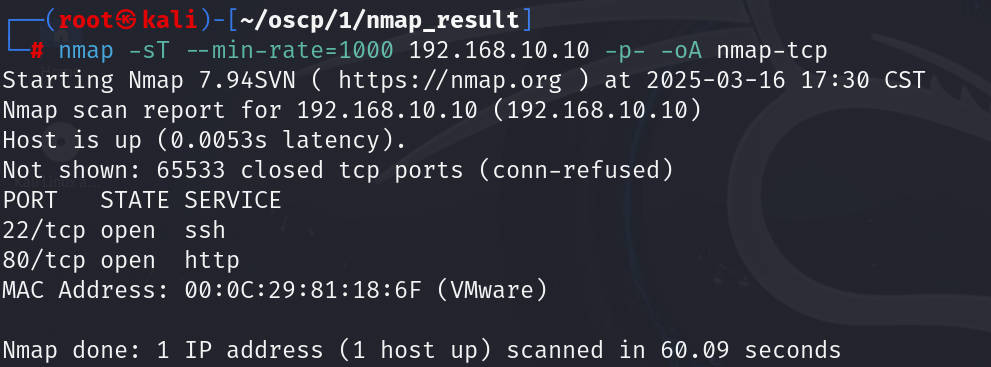 ┌──(root㉿kali)-[~/oscp/1/nmap_result]
└─# nmap -sT --min-rate=1000 192.168.10.10 -p- -oA nmap-tcp
Starting Nmap 7.94SVN ( https://nmap.org ) at 2025-03-16 17:30 CST
Nmap scan report for 192.168.10.10 (192.168.10.10)
Host is up (0.0053s latency).
Not shown: 65533 closed tcp ports (conn-refused)
PORT   STATE SERVICE
22/tcp open  ssh
80/tcp open  http
MAC Address: 00:0C:29:81:18:6F (VMware)

Nmap done: 1 IP address (1 host up) scanned in 60.09 seconds